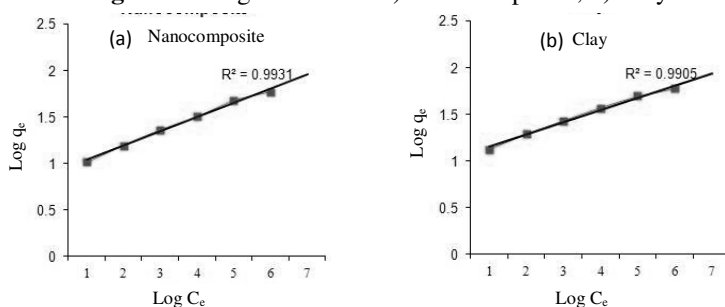 (a) Nanocomposite
2.5
2
1.5
1
0.5
0
R² = 0.9931
Log qe
1 2 3 4 5 6 7
Log Ce
(b) Clay
2.5
2
1.5
1
0.5
0
R² = 0.9905
Log qe
1 2 3 4 5 6 7
Log Ce